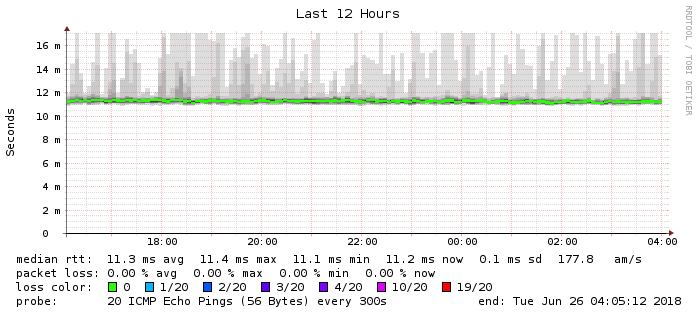 Last 12 Hours
RRDTOOL / TOBI OETIKER
Seconds
16 m
14 m
12 m
10 m
8 m
6 m
4 m
2 m
0
18:00 20:00 22:00 00:00 02:00 04:00
median rtt: 11.3 ms avg 11.4 ms max 11.1 ms min 11.2 ms now 0.1 ms sd 177.8 am/s
packet loss: 0.00 % avg 0.00 % max 0.00 % min 0.00 % now
loss color: 0 1/20 2/20 3/20 4/20 10/20 19/20
probe: 20 ICMP Echo Pings (56 Bytes) every 300s end: Tue Jun 26 04:05:12 2018